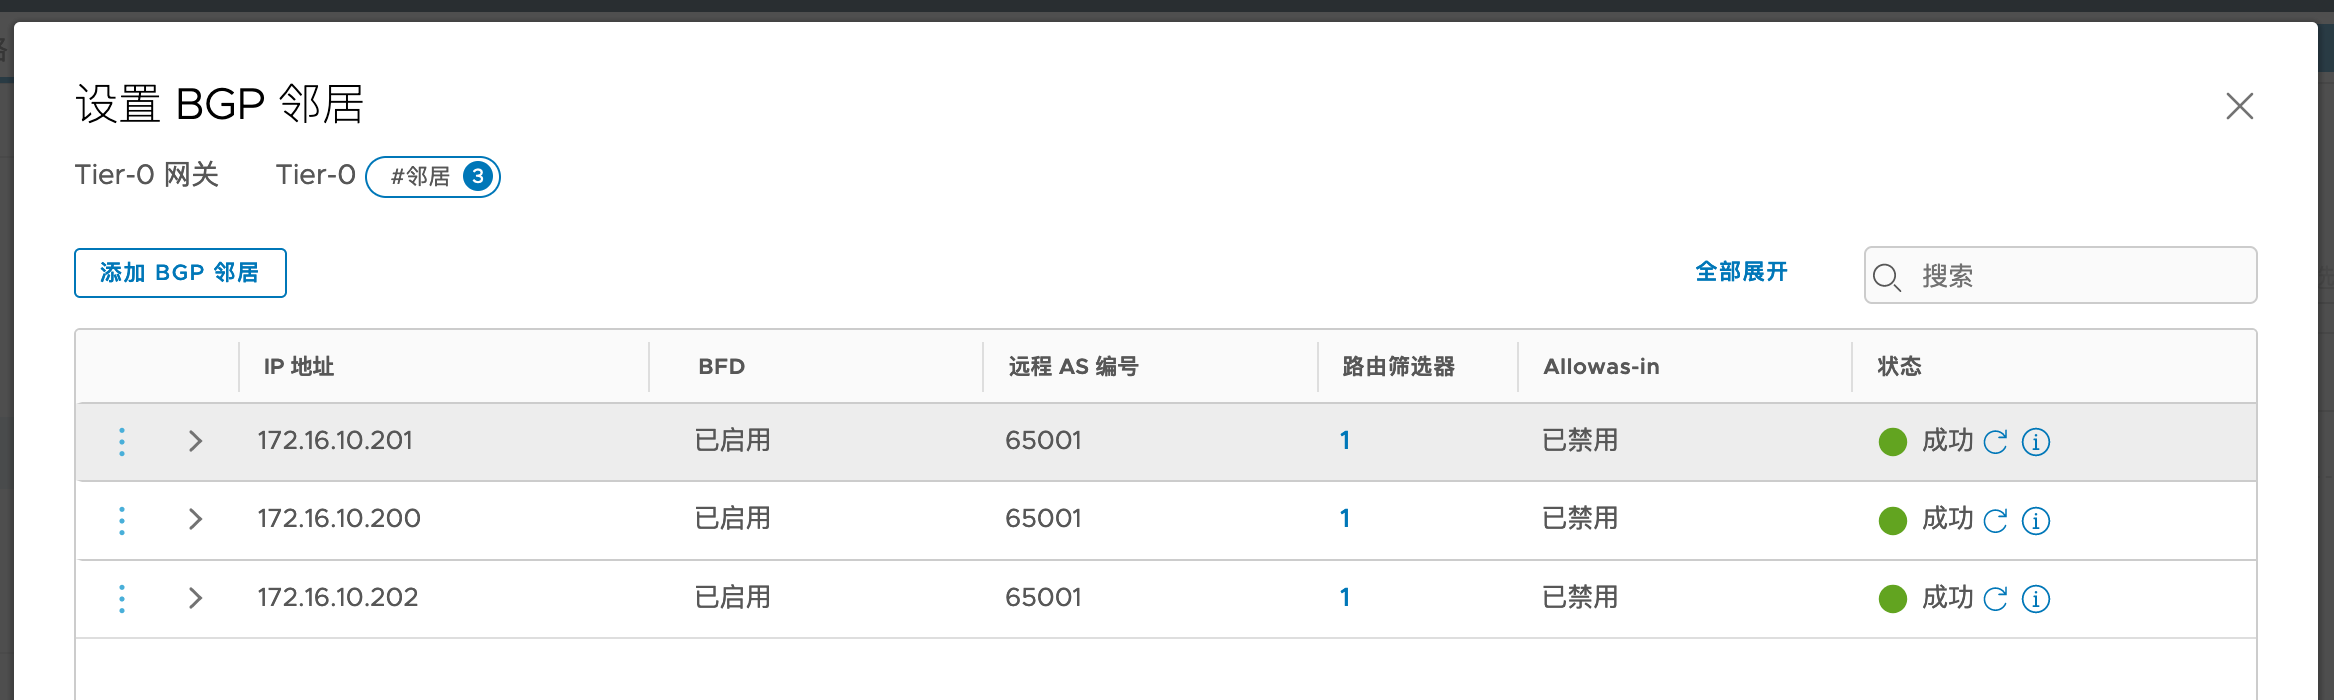 设置 BGP 邻居
Tier-0 网关 Tier-0 #邻居 3
添加 BGP 邻居 全部展开 搜索
IP 地址 BFD 远程 AS 编号 路由筛选器 Allowas-in 状态
172.16.10.201 已启用 65001 1 已禁用 成功
172.16.10.200 已启用 65001 1 已禁用 成功
172.16.10.202 已启用 65001 1 已禁用 成功